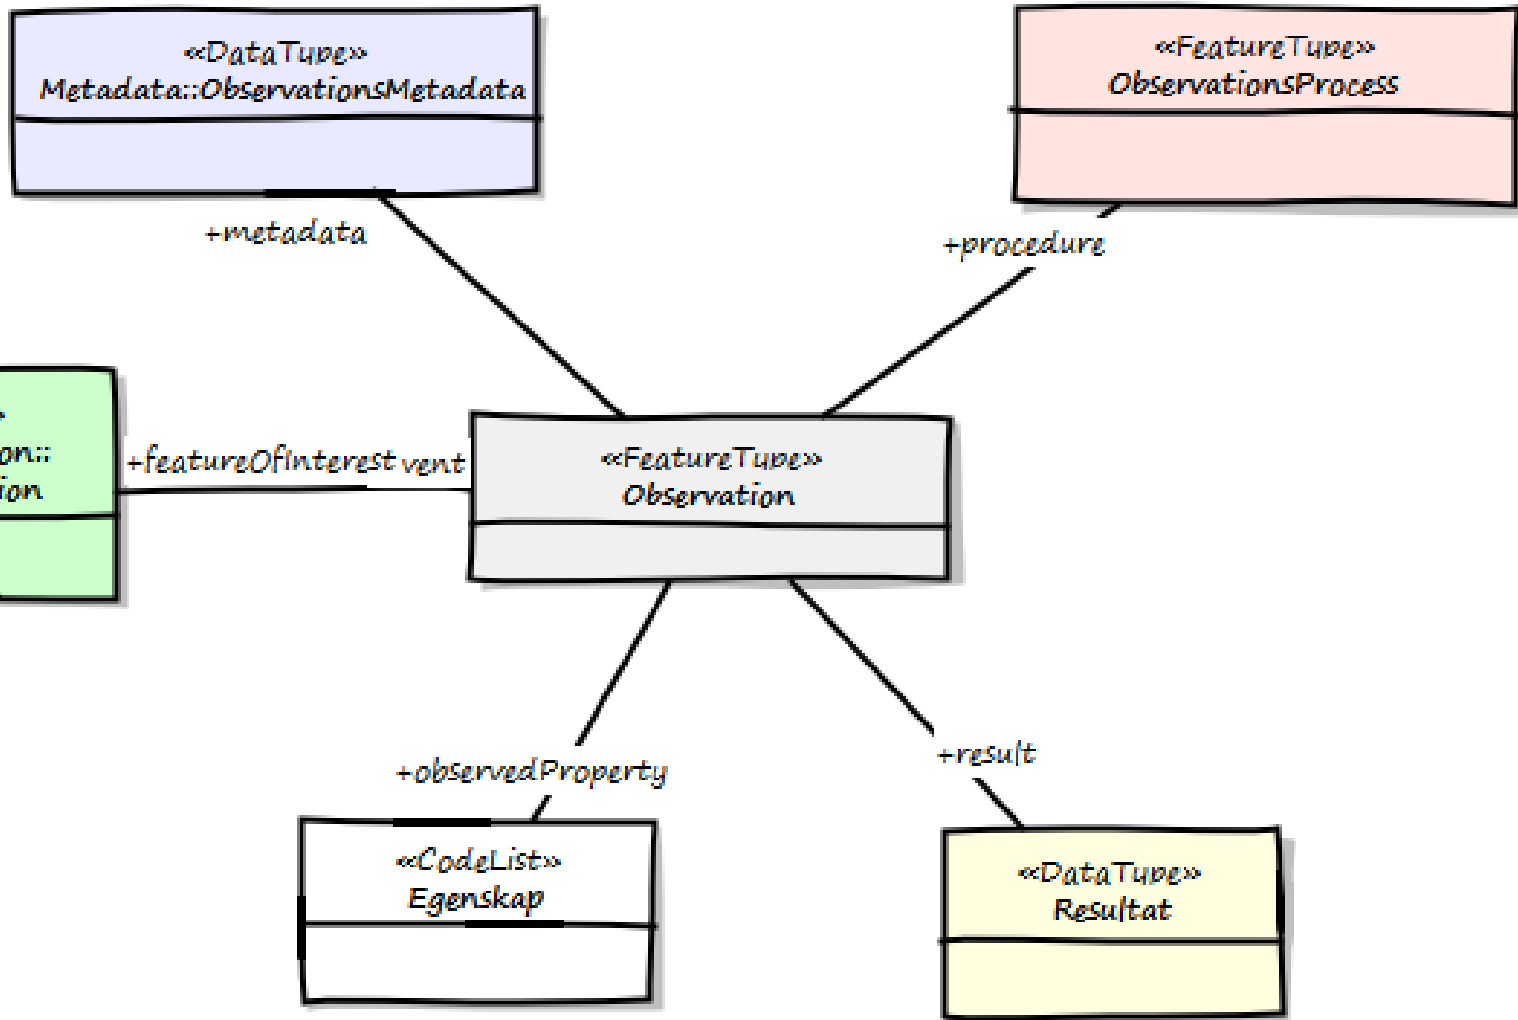 «DataType»
Metadata::ObservationsMetadata
«FeatureType»
ObservationsProcess
+metadata
+procedure
»
on::
ion
+featureOfInterest
vent
«FeatureType»
Observation
+observedProperty
+result
«CodeList»
Egenskap
«DataType»
Resultat